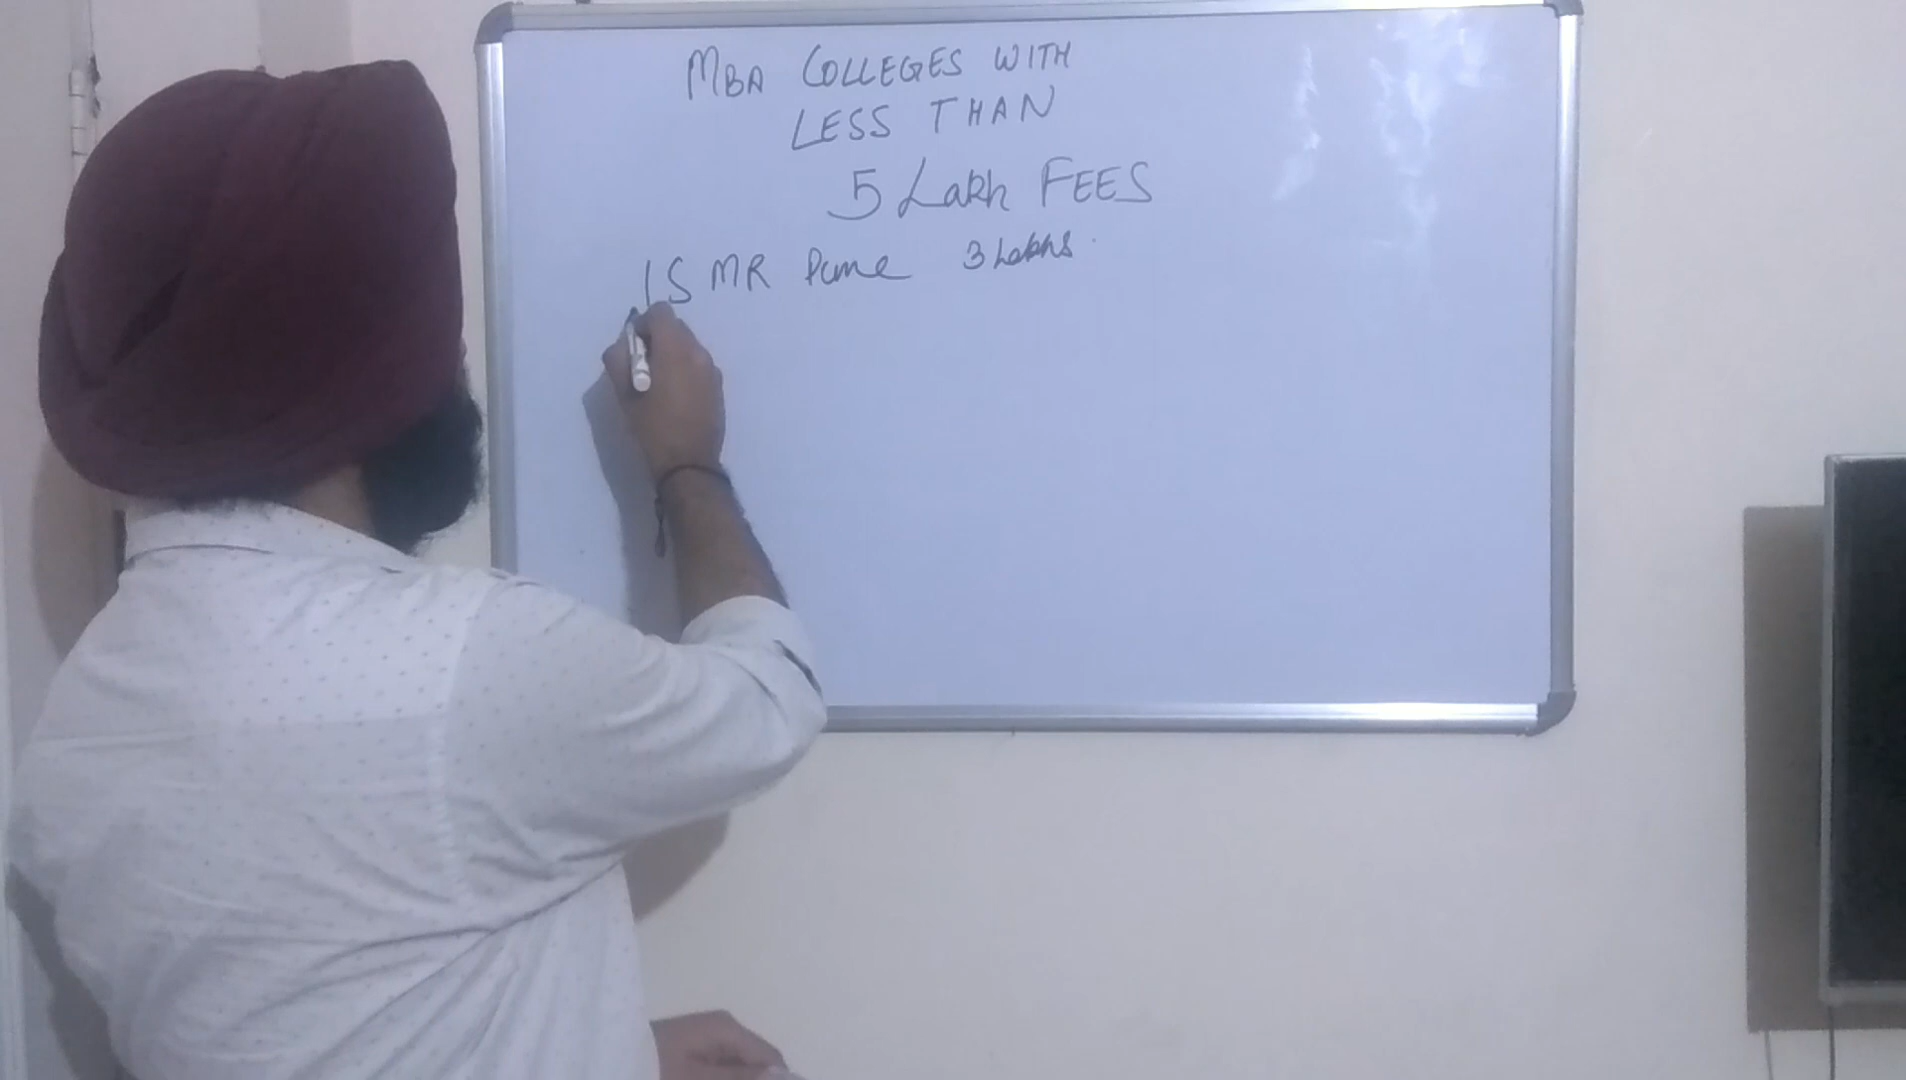 MBA COLLEGES WITH
LESS THAN
5 Lakh FEES
ISMR Pune 3 Lakhs.